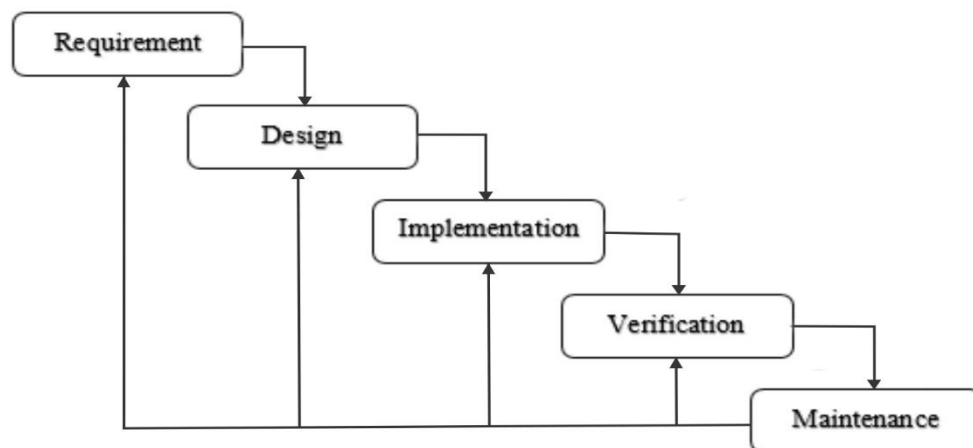 Requirement
Design
Implementation
Verification
Maintenance